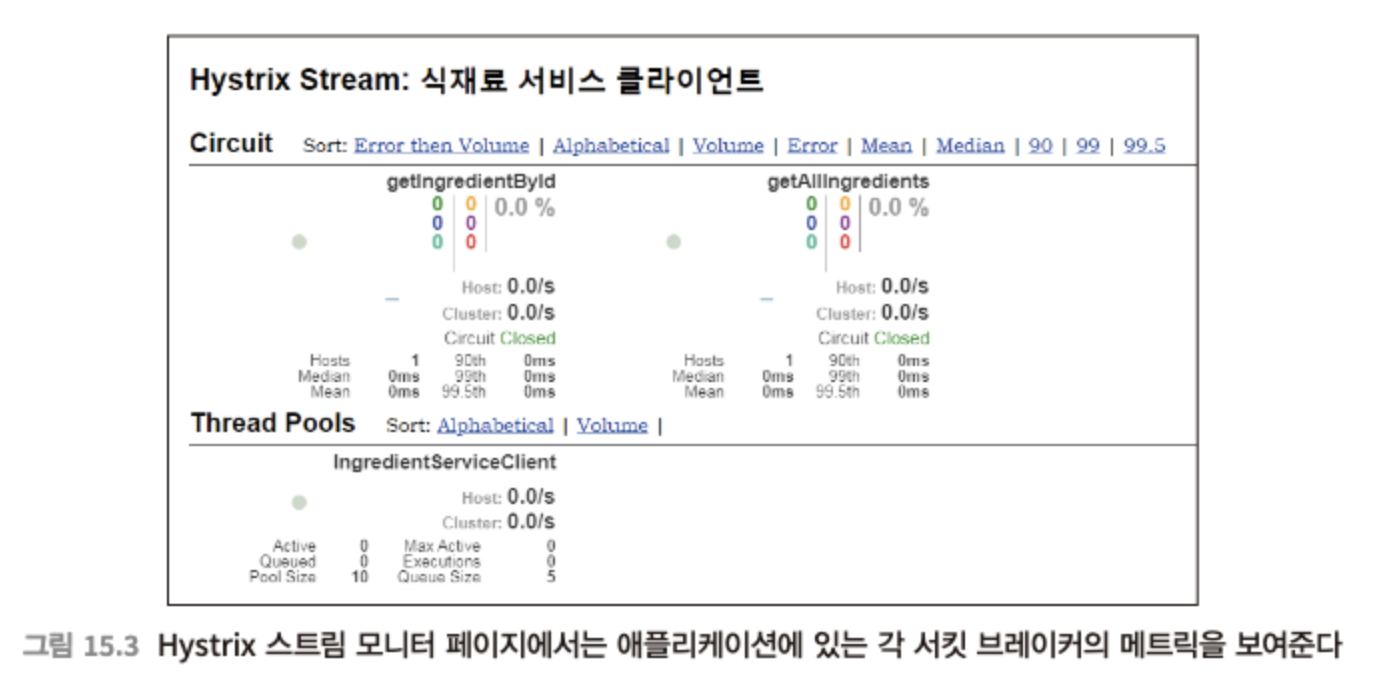 Hystrix Stream: 식재료 서비스 클라이언트
Circuit Sort: Error then Volume | Alphabetical | Volume | Error | Mean | Median | 90 | 99 | 99.5
getIngredientById getAllIngredients
0 0 0.0 % 0 0 0.0 %
0 0 0 0
0 0 0 0
Host: 0.0/s Host: 0.0/s
Cluster: 0.0/s Cluster: 0.0/s
Circuit Closed Circuit Closed
Hosts 1 90th 0ms Hosts 1 90th 0ms
Median 0ms 99th 0ms Median 0ms 99th 0ms
Mean 0ms 99.5th 0ms Mean 0ms 99.5th 0ms
Thread Pools Sort: Alphabetical | Volume |
IngredientServiceClient
Host: 0.0/s
Cluster: 0.0/s
Active 0 Max Active 0
Queued 0 Executions 0
Pool Size 10 Queue Size 5
그림 15.3 Hystrix 스트림 모니터 페이지에서는 애플리케이션에 있는 각 서킷 브레이커의 메트릭을 보여준다